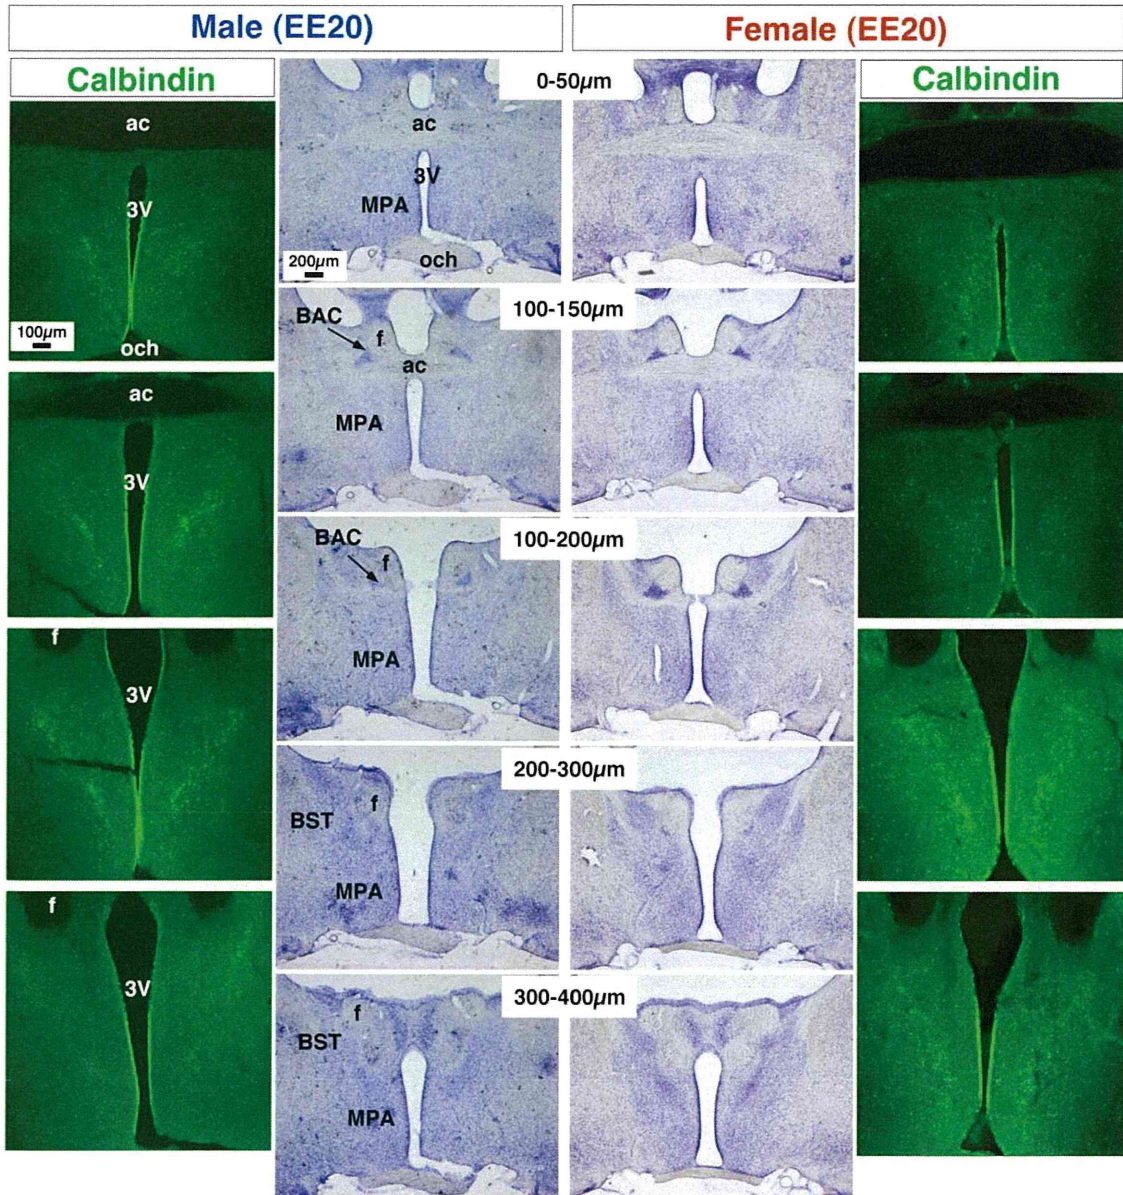 Male (EE20)
Female (EE20)
Calbindin
Calbindin
0-50µm
ac
3V
100µm
och
ac
3V
MPA
200µm
och
100-150µm
BAC
f
ac
MPA
ac
3V
100-200µm
BAC
f
MPA
f
3V
200-300µm
f
BST
MPA
f
3V
300-400µm
f
BST
MPA